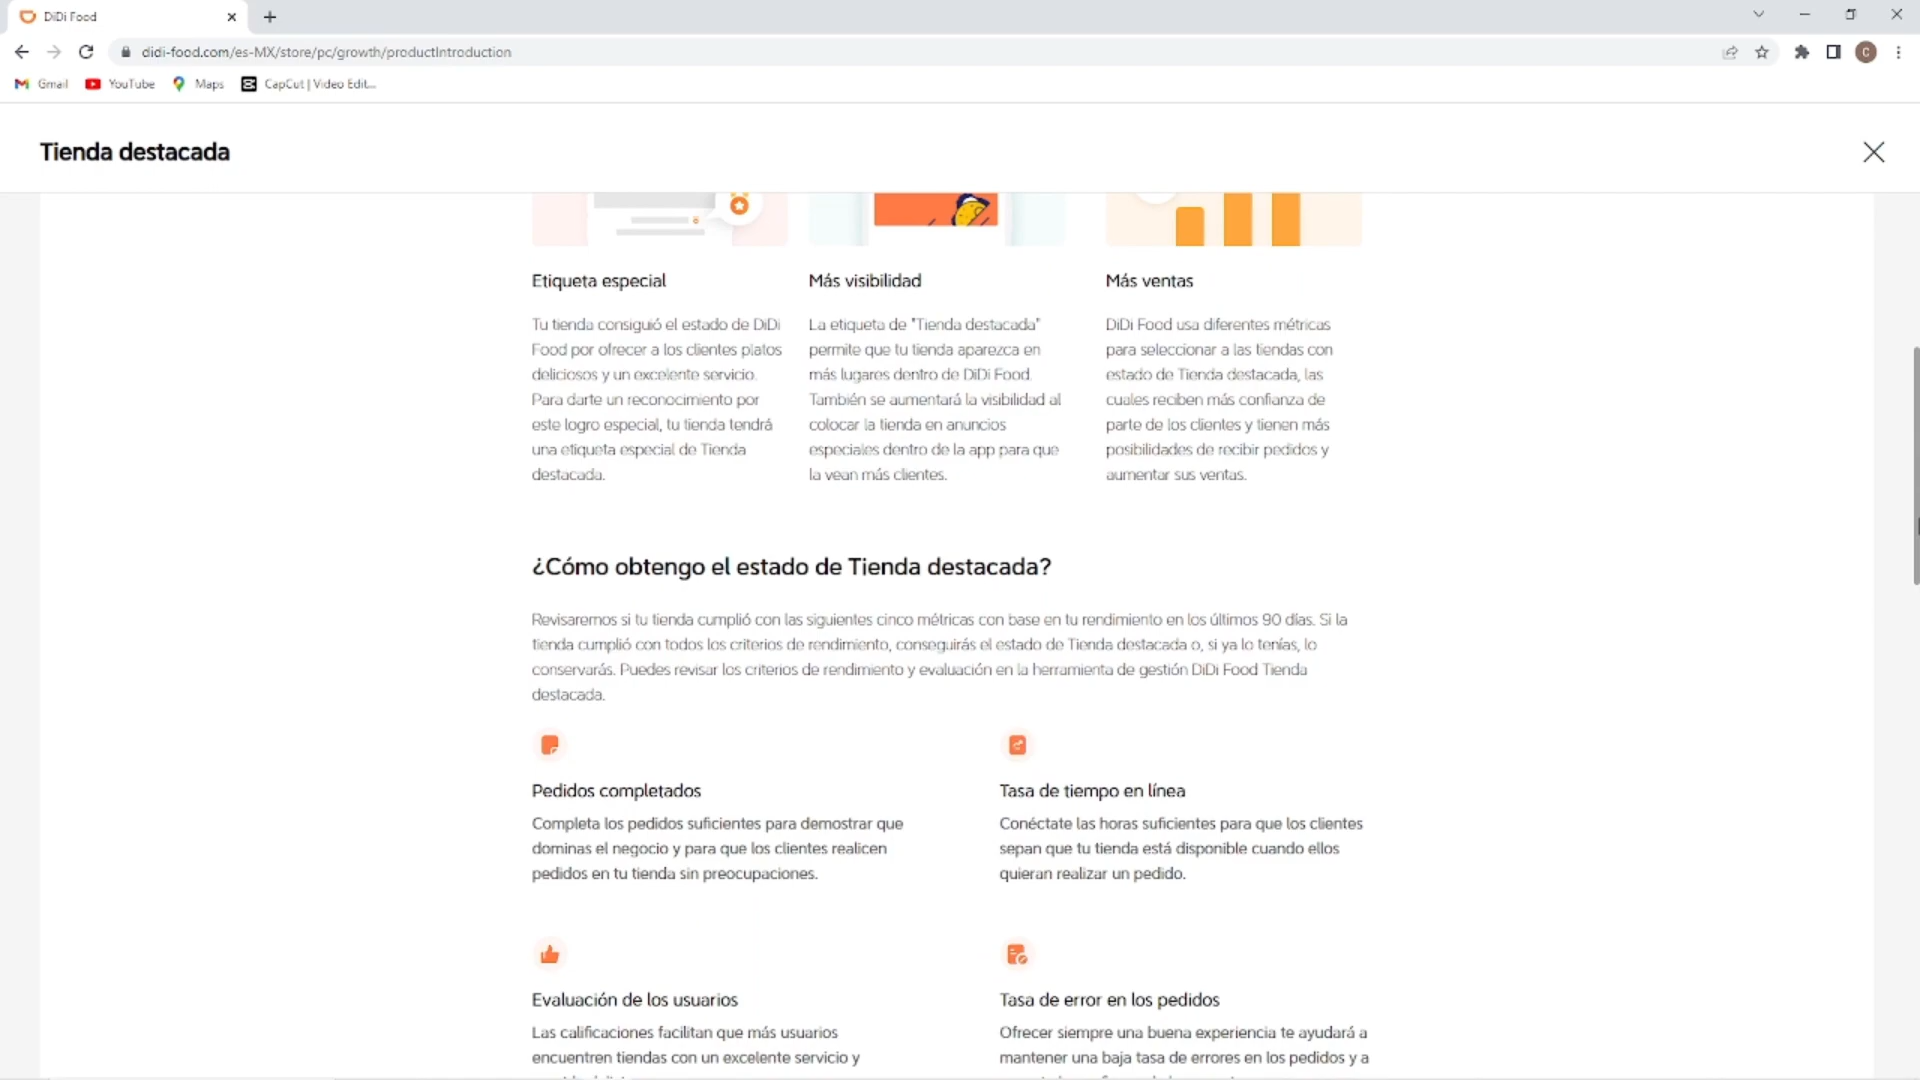 DiDi Food
didi-food.com/es-MX/store/pc/growth/productIntroduction
C
Gmail
YouTube
Maps
CapCut | Video Edit...
Tienda destacada
Etiqueta especial
Tu tienda consiguió el estado de DiDi
Food por ofrecer a los clientes platos
deliciosos y un excelente servicio.
Para darte un reconocimiento por
este logro especial, tu tienda tendrá
una etiqueta especial de Tienda
destacada.
Más visibilidad
La etiqueta de "Tienda destacada"
permite que tu tienda aparezca en
más lugares dentro de DiDi Food.
También se aumentará la visibilidad al
colocar la tienda en anuncios
especiales dentro de la app para que
la vean más clientes.
Más ventas
DiDi Food usa diferentes métricas
para seleccionar a las tiendas con
estado de Tienda destacada, las
cuales reciben más confianza de
parte de los clientes y tienen más
posibilidades de recibir pedidos y
aumentar sus ventas.
¿Cómo obtengo el estado de Tienda destacada?
Revisaremos si tu tienda cumplió con las siguientes cinco métricas con base en tu rendimiento en los últimos 90 días. Si la
tienda cumplió con todos los criterios de rendimiento, conseguirás el estado de Tienda destacada o, si ya lo tenías, lo
conservarás. Puedes revisar los criterios de rendimiento y evaluación en la herramienta de gestión DiDi Food Tienda
destacada.
Pedidos completados
Completa los pedidos suficientes para demostrar que
dominas el negocio y para que los clientes realicen
pedidos en tu tienda sin preocupaciones.
Tasa de tiempo en línea
Conéctate las horas suficientes para que los clientes
sepan que tu tienda está disponible cuando ellos
quieran realizar un pedido.
Evaluación de los usuarios
Las calificaciones facilitan que más usuarios
encuentren tiendas con un excelente servicio y
Tasa de error en los pedidos
Ofrecer siempre una buena experiencia te ayudará a
mantener una baja tasa de errores en los pedidos y a